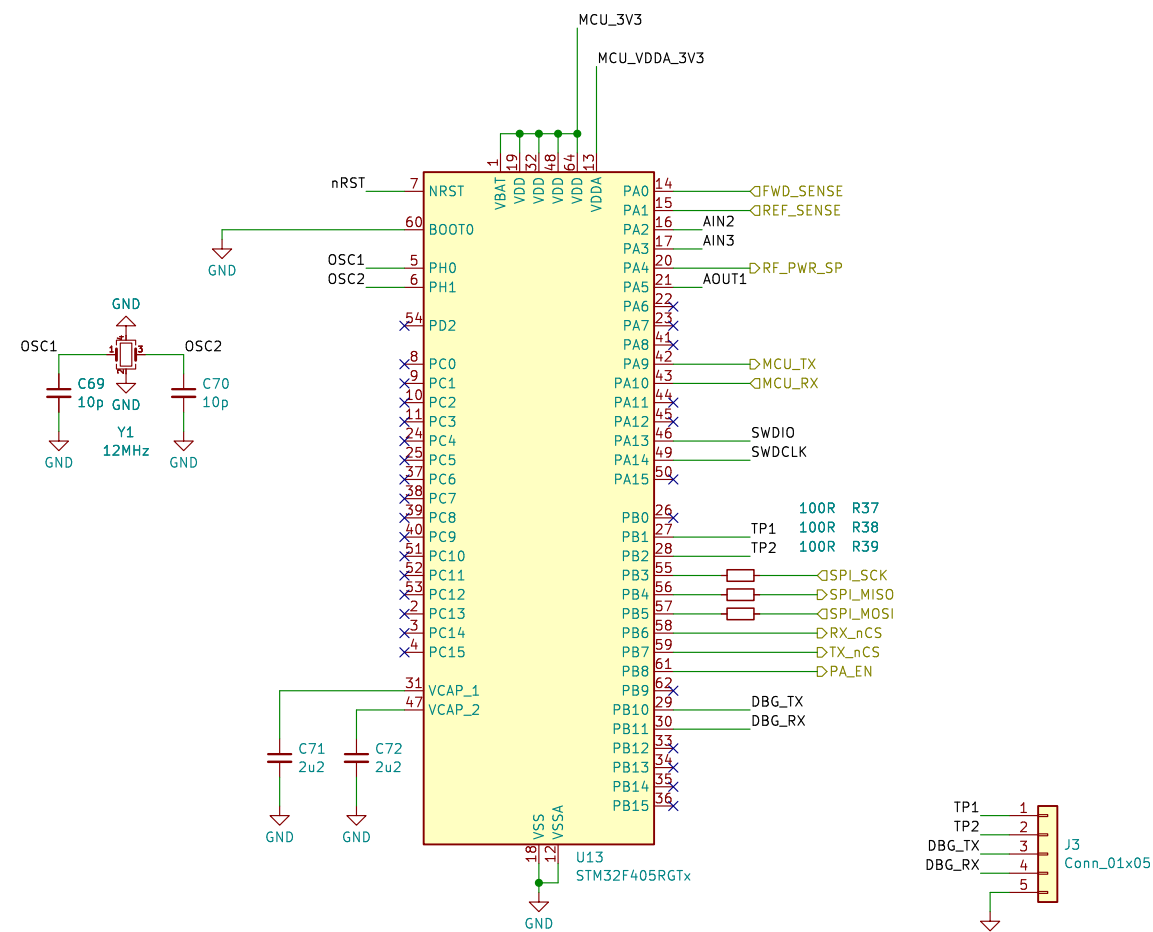 MCU_3V3
MCU_VDDA_3V3
1
19
32
48
64
13
VBAT
VDD
VDD
VDD
VDD
VDDA
nRST
7
NRST
60
BOOT0
GND
OSC1
5
PH0
OSC2
6
PH1
54
PD2
8
PC0
9
PC1
10
PC2
11
PC3
24
PC4
25
PC5
37
PC6
38
PC7
39
PC8
40
PC9
51
PC10
52
PC11
53
PC12
2
PC13
3
PC14
4
PC15
31
VCAP_1
47
VCAP_2
PA0
14
FWD_SENSE
PA1
15
REF_SENSE
PA2
16
AIN2
PA3
17
AIN3
PA4
20
RF_PWR_SP
PA5
21
AOUT1
PA6
22
PA7
23
PA8
41
PA9
42
MCU_TX
PA10
43
MCU_RX
PA11
44
PA12
45
PA13
46
SWDIO
PA14
49
SWDCLK
PA15
50
100R R37
100R R38
100R R39
PB0
26
PB1
27
TP1
PB2
28
TP2
PB3
55
SPI_SCK
PB4
56
SPI_MISO
PB5
57
SPI_MOSI
PB6
58
RX_nCS
PB7
59
TX_nCS
PB8
61
PA_EN
PB9
62
PB10
29
DBG_TX
PB11
30
DBG_RX
PB12
33
PB13
34
PB14
35
PB15
36
GND
OSC1
1
4
3
2
OSC2
C69
10p
GND
C70
10p
Y1
12MHz
GND
GND
C71
2u2
C72
2u2
GND
GND
VSS
VSSA
18
12
U13
STM32F405RGTx
GND
TP1
1
TP2
2
DBG_TX
3
DBG_RX
4
5
J3
Conn_01x05